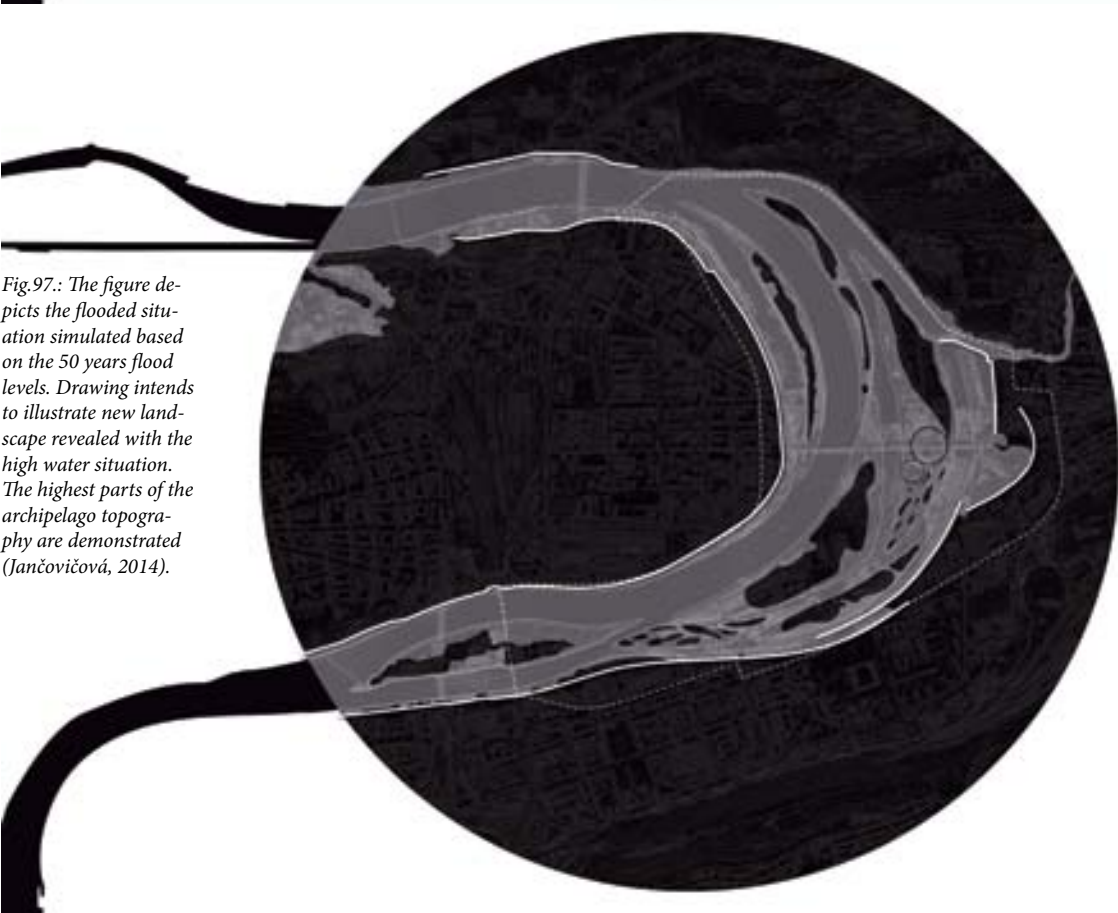 Fig.97.: The figure de-
picts the flooded situ-
ation simulated based
on the 50 years flood
levels. Drawing intends
to illustrate new land-
scape revealed with the
high water situation.
The highest parts of the
archipelago topogra-
phy are demonstrated
(Jančovičová, 2014).